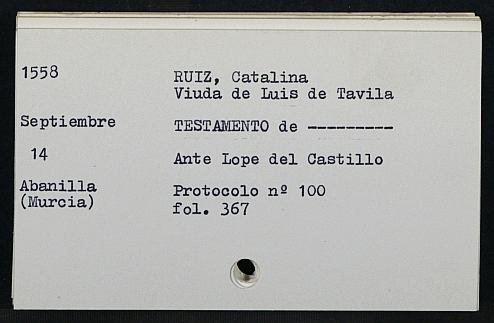 1558
RUIZ, Catalina
Viuda de Luis de Tavila
Septiembre
TESTAMENTO de ---------
14
Ante Lope del Castillo
Abanilla
(Murcia)
Protocolo nº 100
fol. 367